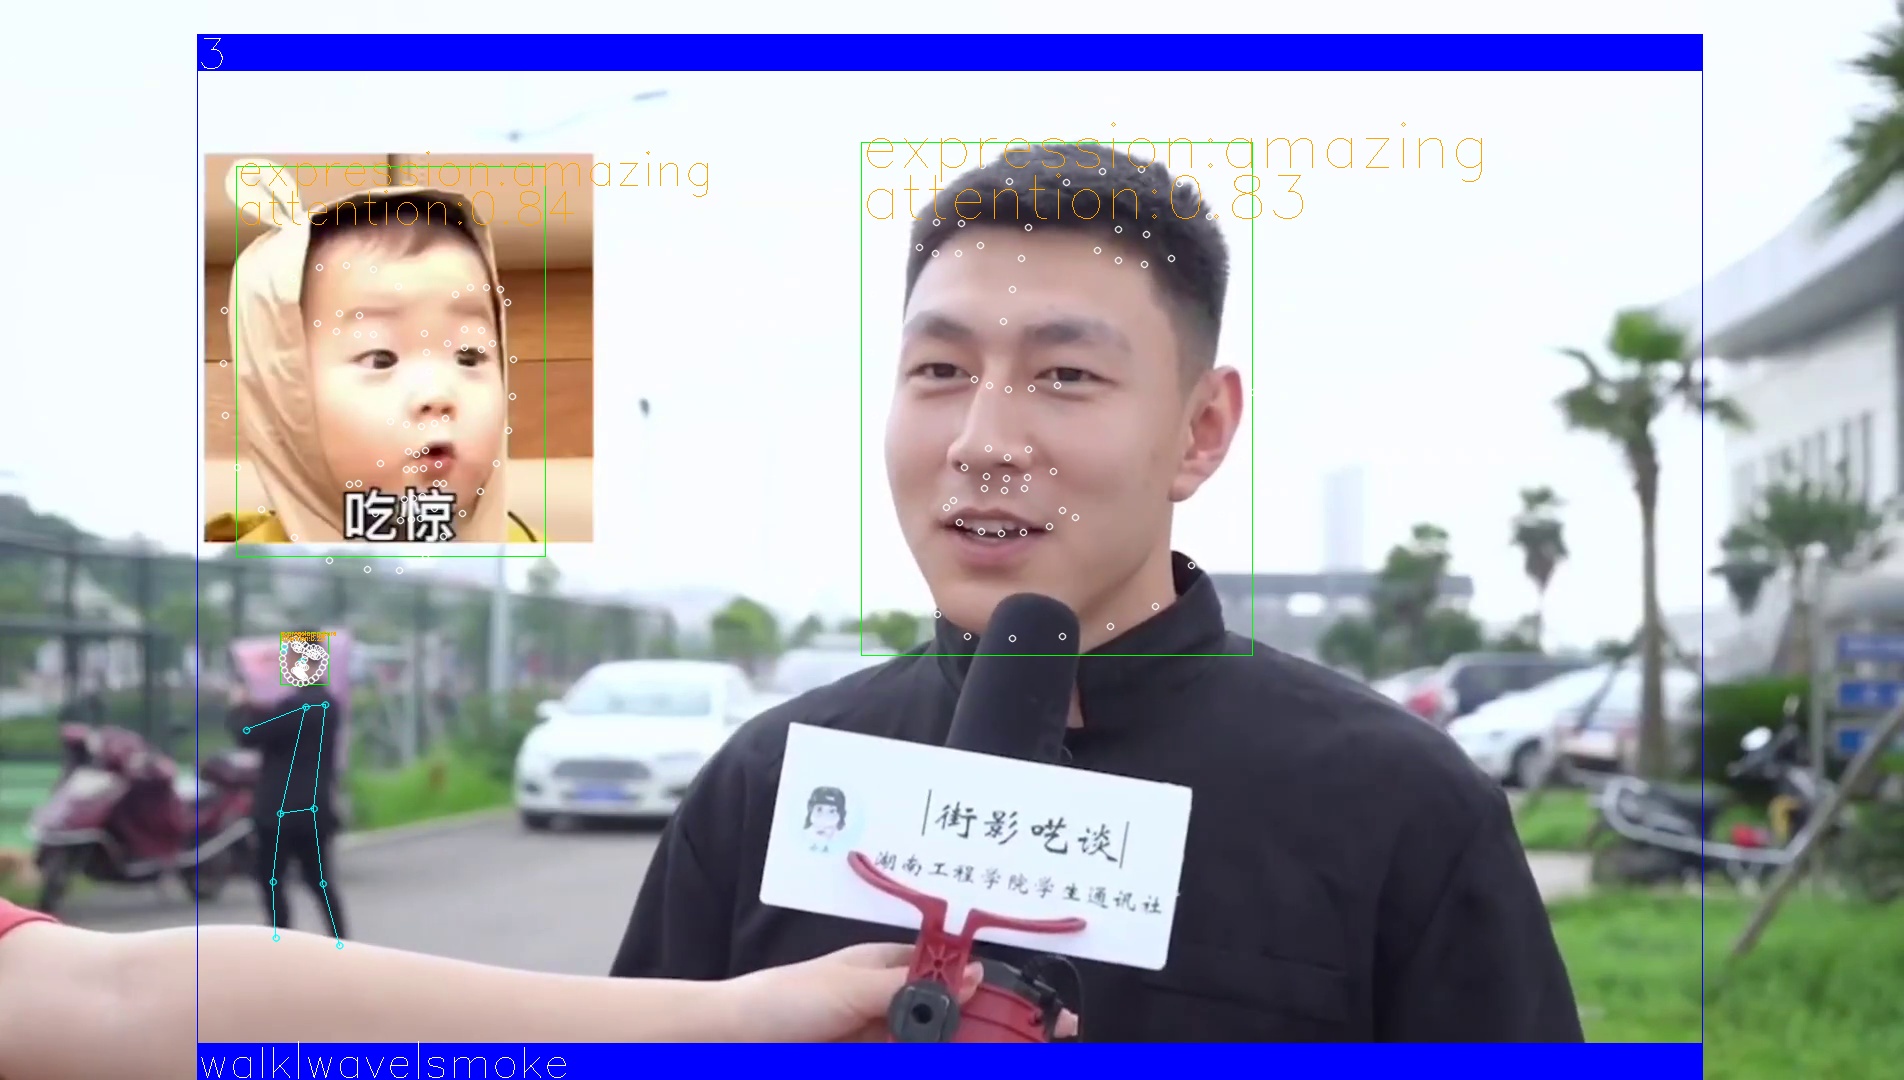 3
expression:amazing
attention:0.84
expression:amazing
attention:0.83
吃惊
街影呓谈
湖南工程学院学生通讯社
walk|wave|smoke